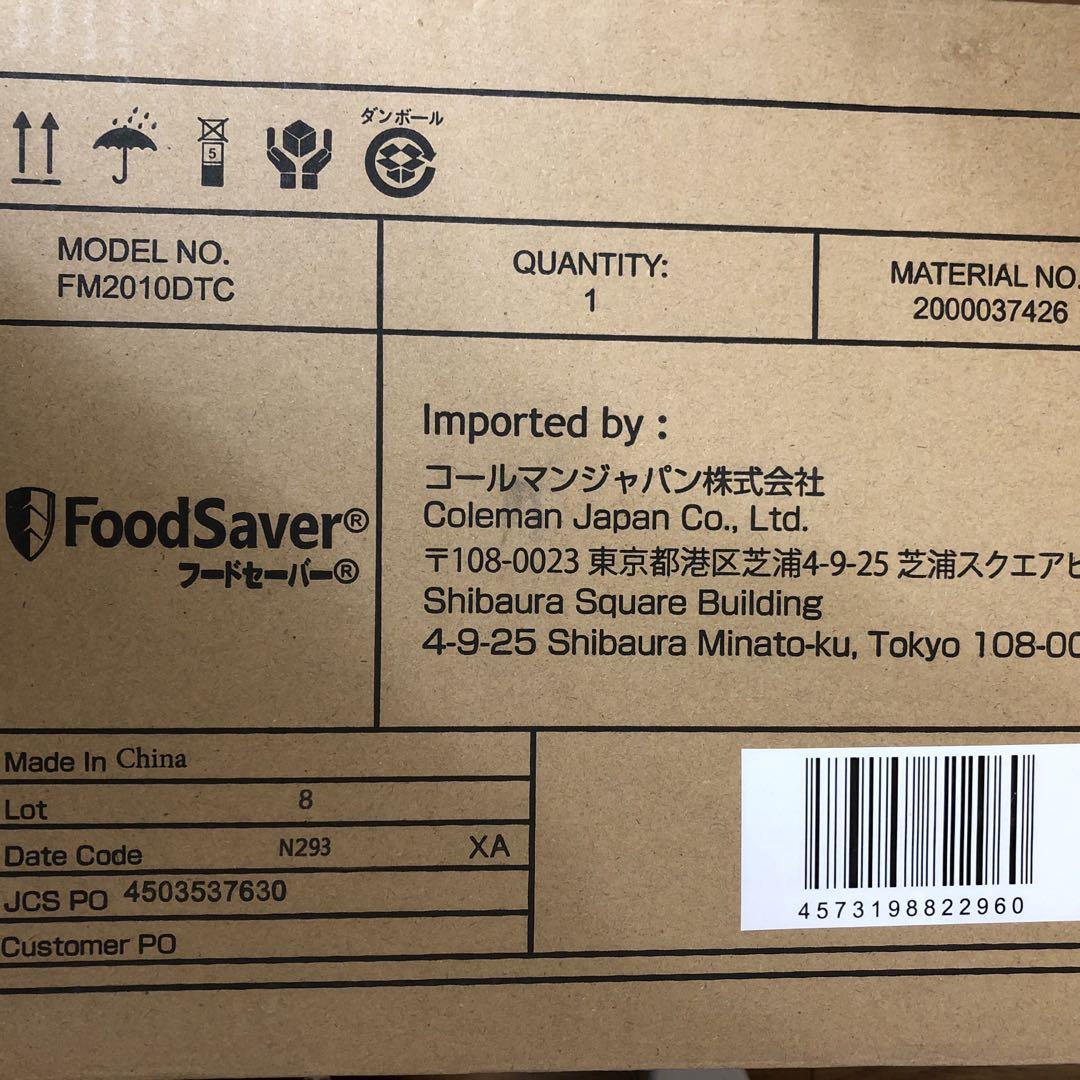 ダンボール
5
MODEL NO.
FM2010DTC
QUANTITY:
1
MATERIAL NO.
2000037426
FoodSaver®
フードセーバー®
Imported by :
コールマンジャパン株式会社
Coleman Japan Co., Ltd.
〒108-0023 東京都港区芝浦4-9-25 芝浦スクエアビ
Shibaura Square Building
4-9-25 Shibaura Minato-ku, Tokyo 108-00
Made In China
Lot 8
Date Code N293 XA
JCS PO 4503537630
Customer PO
4573198822960